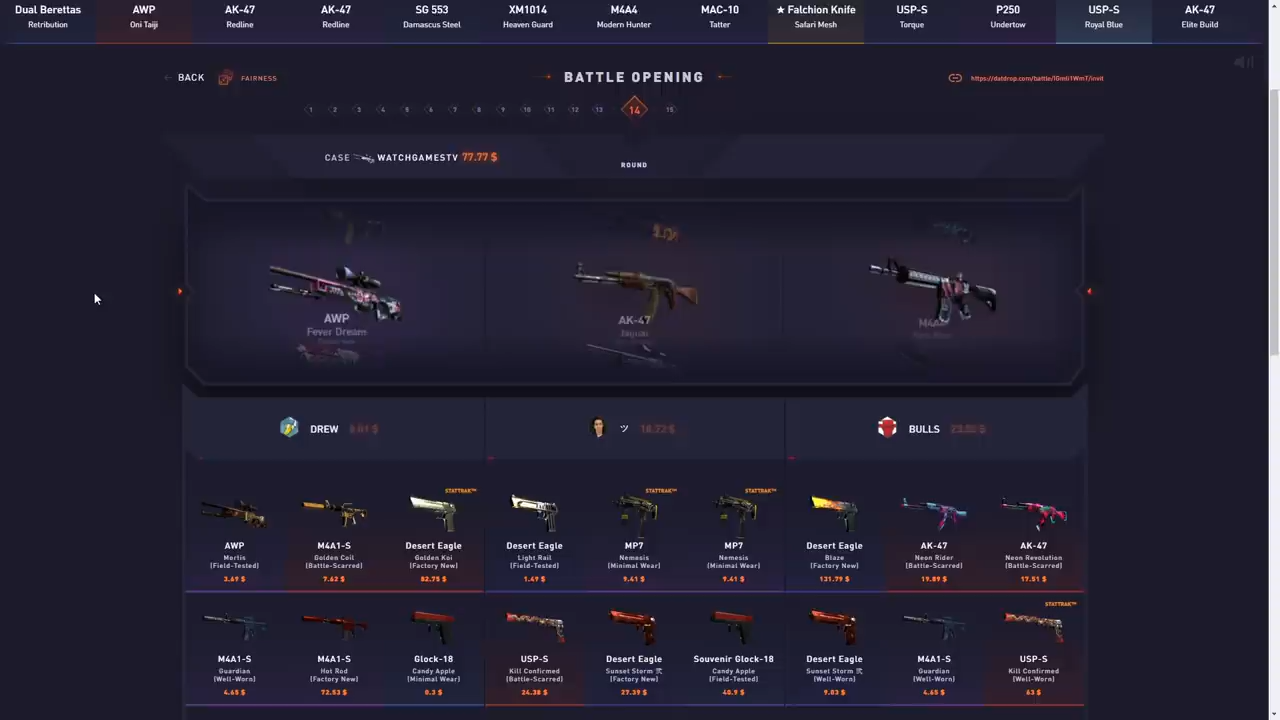 Dual Berettas AWP AK-47 AK-47 SG 553 XM1014 M4A4 MAC-10 ★ Falchion Knife USP-S P250 USP-S AK-47
Retribution Oni Taiji Redline Redline Damascus Steel Heaven Guard Modern Hunter Tatter Safari Mesh Torque Undertow Royal Blue Elite Build
BACK FAIRNESS BATTLE OPENING
1 2 3 4 5 6 7 8 9 10 11 12 13 14 15
CASE WATCHGAMESTV 77.77 $
ROUND
AWP AK-47
Fever Dream
DREW ツ BULLS
STATTRAK™ STATTRAK™ STATTRAK™
AWP M4A1-S Desert Eagle Desert Eagle MP7 MP7 Desert Eagle AK-47 AK-47
Mortis Golden Coil Golden Koi Light Rail Nemesis Nemesis Blaze Neon Rider Neon Revolution
(Field-Tested) (Battle-Scarred) (Factory New) (Field-Tested) (Minimal Wear) (Minimal Wear) (Factory New) (Battle-Scarred) (Battle-Scarred)
3.69 $ 7.62 $ 82.75 $ 1.49 $ 9.41 $ 9.41 $ 131.79 $ 19.89 $ 17.51 $
STATTRAK™
M4A1-S M4A1-S Glock-18 USP-S Desert Eagle Souvenir Glock-18 Desert Eagle M4A1-S USP-S
Guardian Hot Rod Candy Apple Kill Confirmed Sunset Storm 弐 Candy Apple Sunset Storm 弐 Guardian Kill Confirmed
(Well-Worn) (Factory New) (Minimal Wear) (Battle-Scarred) (Factory New) (Field-Tested) (Well-Worn) (Well-Worn) (Well-Worn)
4.65 $ 72.53 $ 0.3 $ 24.38 $ 27.39 $ 40.9 $ 9.03 $ 4.65 $ 63 $